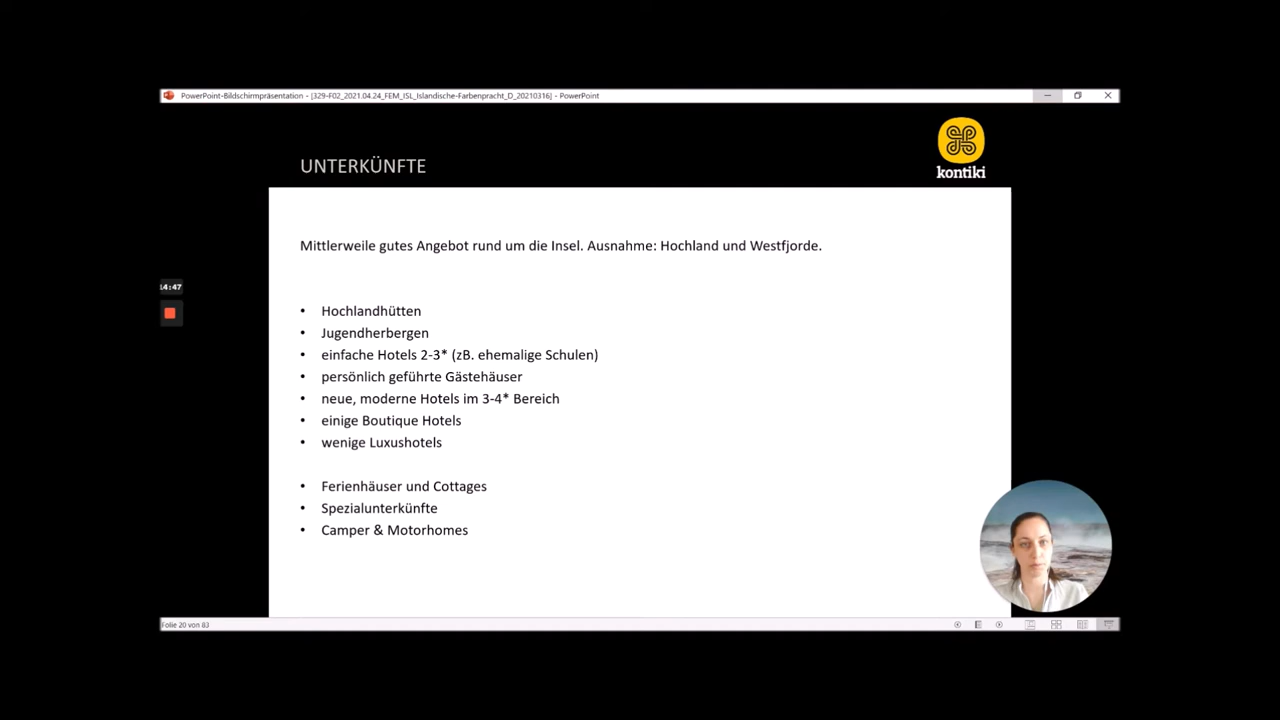 PowerPoint-Bildschirmpräsentation - [329-F02_2021.04.24_FEM_ISL_Islandische-Farbenpracht_D_20210316] - PowerPoint
kontiki
UNTERKÜNFTE
Mittlerweile gutes Angebot rund um die Insel. Ausnahme: Hochland und Westfjorde.
14:47
• Hochlandhütten
• Jugendherbergen
• einfache Hotels 2-3* (zB. ehemalige Schulen)
• persönlich geführte Gästehäuser
• neue, moderne Hotels im 3-4* Bereich
• einige Boutique Hotels
• wenige Luxushotels
• Ferienhäuser und Cottages
• Spezialunterkünfte
• Camper & Motorhomes
Folie 20 von 83